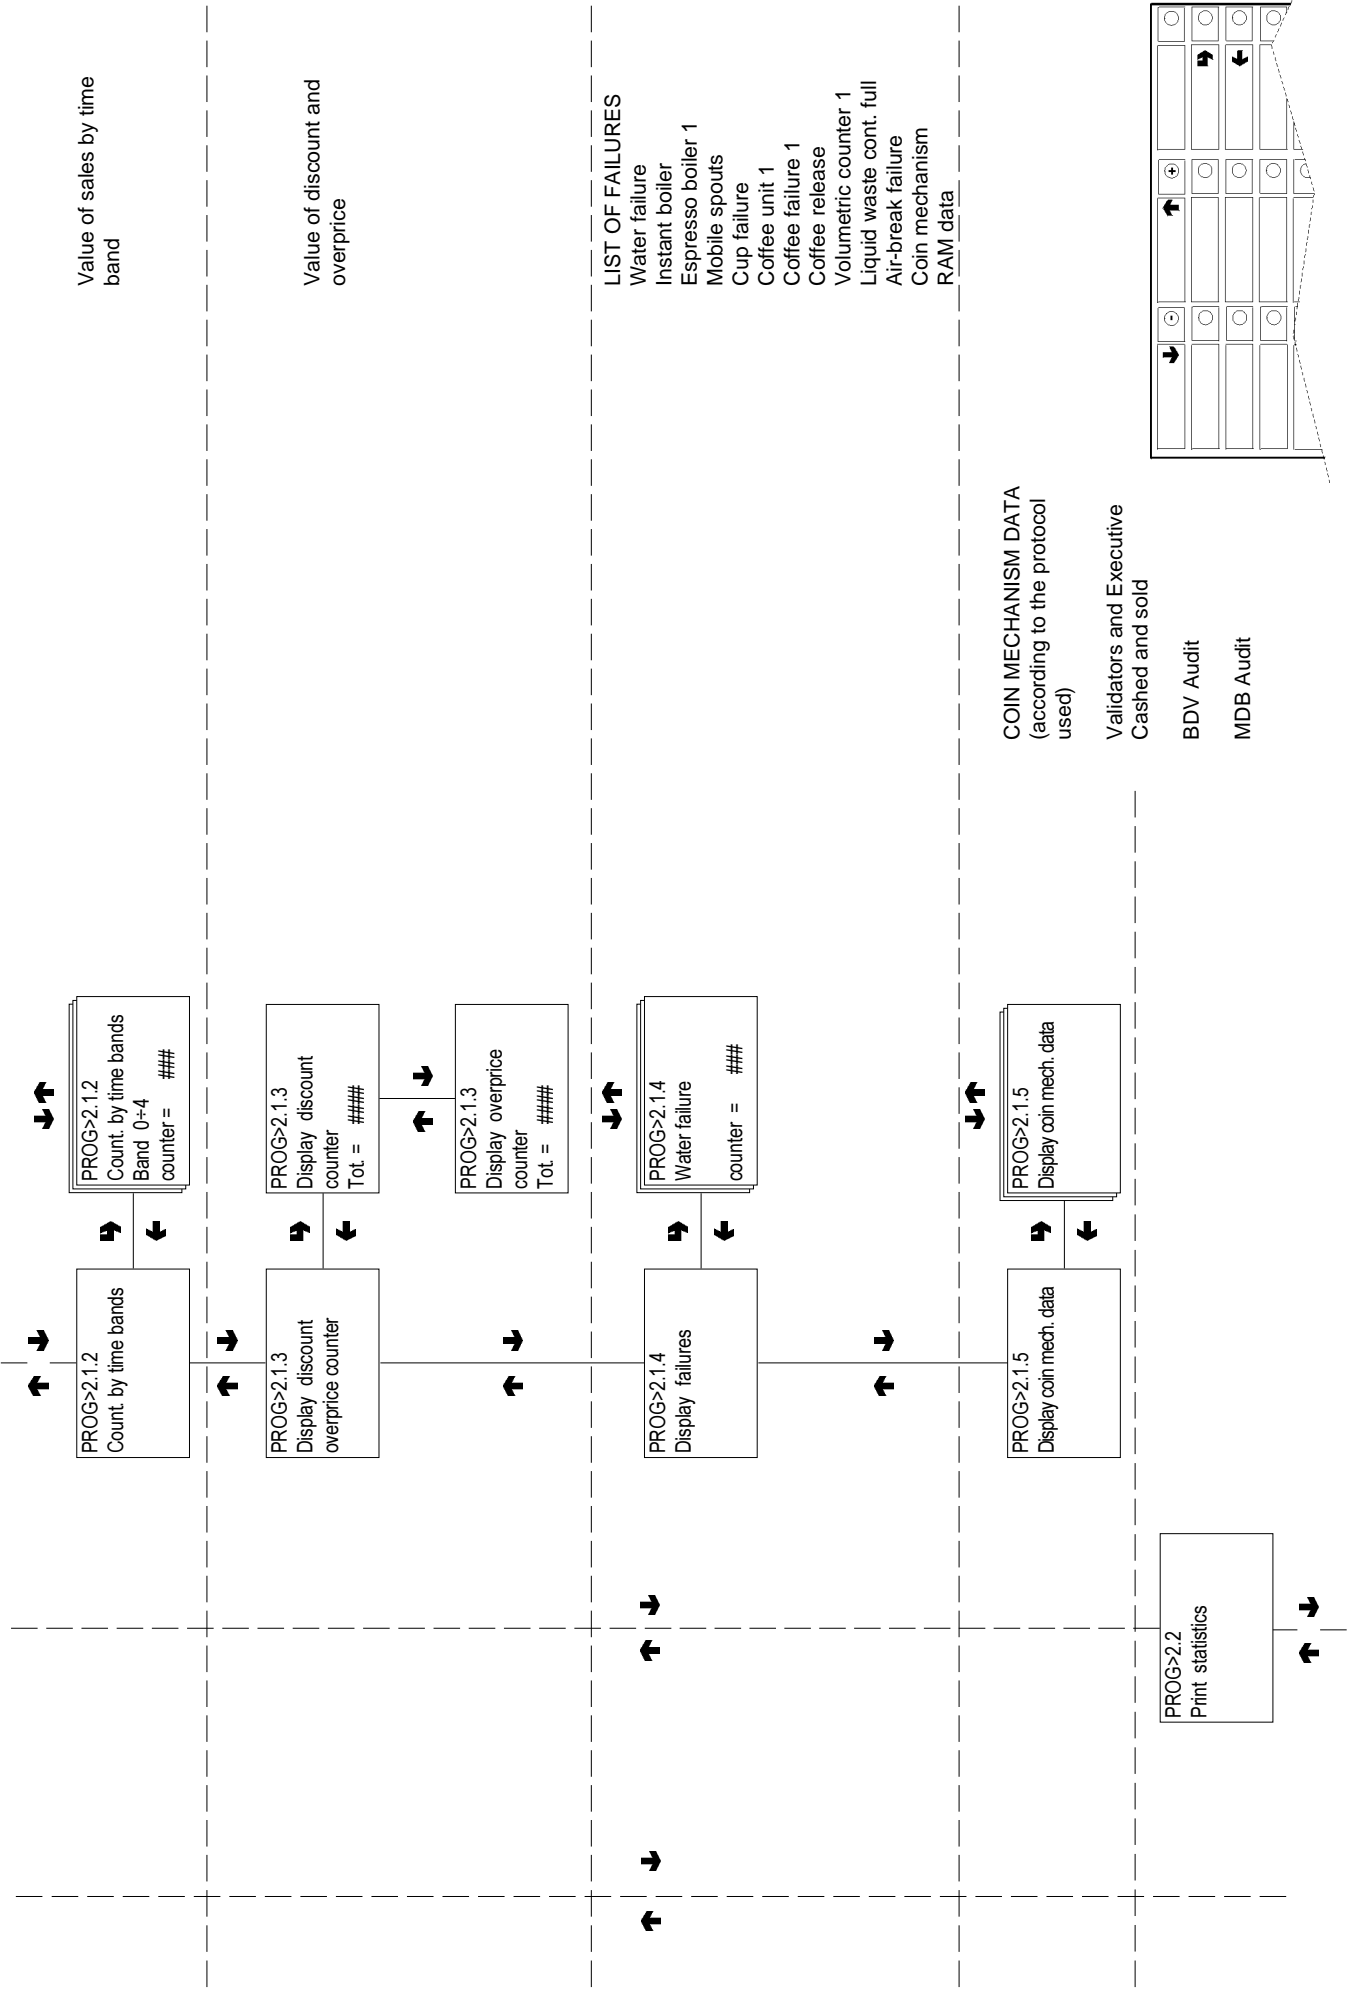 PROG>2.1.2
Count. by time bands
PROG>2.1.2
Count. by time bands
Band 0÷4
counter = ###
Value of sales by time
band
PROG>2.1.3
Display discount
overprice counter
PROG>2.1.3
Display discount
counter
Tot. = ####
PROG>2.1.3
Display overprice
counter
Tot. = ####
Value of discount and
overprice
PROG>2.1.4
Display failures
PROG>2.1.4
Water failure
counter = ###
LIST OF FAILURES
Water failure
Instant boiler
Espresso boiler 1
Mobile spouts
Cup failure
Coffee unit 1
Coffee failure 1
Coffee release
Volumetric counter 1
Liquid waste cont. full
Air-break failure
Coin mechanism
RAM data
PROG>2.1.5
Display coin mech. data
PROG>2.1.5
Display coin mech. data
COIN MECHANISM DATA
(according to the protocol
used)
Validators and Executive
Cashed and sold
BDV Audit
MDB Audit
PROG>2.2
Print statistics
- +